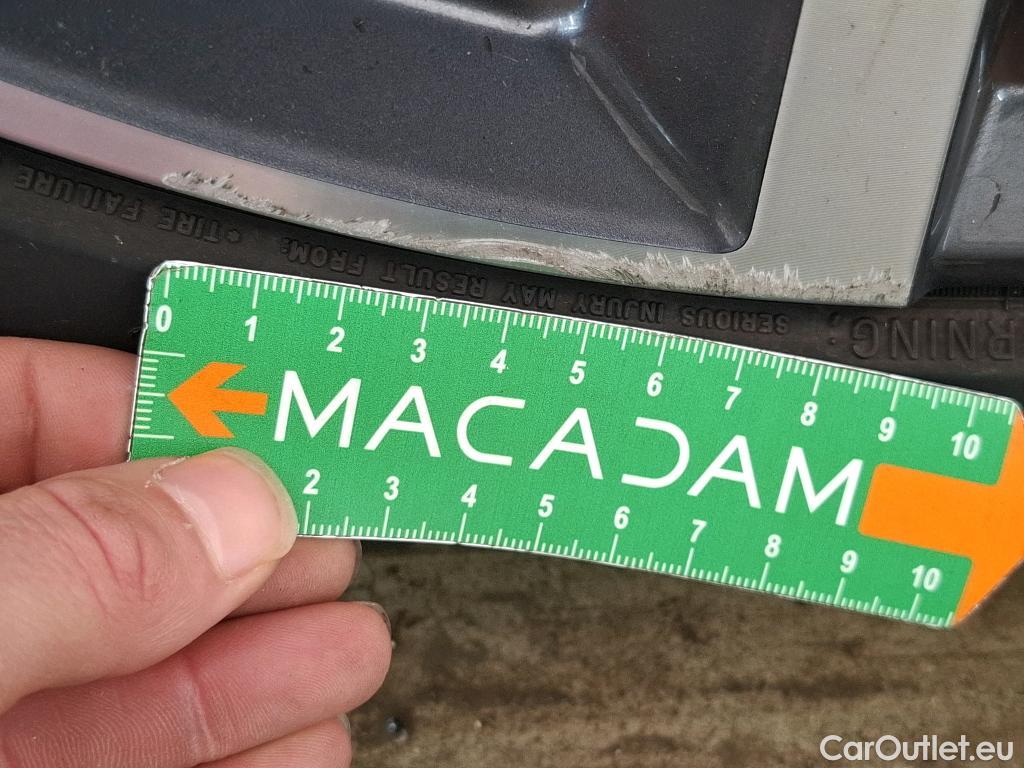 RNING:
SERIOUS INJURY MAY RESULT FROM:
• TIRE FAILURE
0 1 2 3 4 5 6 7 8 9 10
MACADAM
2 3 4 5 6 7 8 9 10
CarOutlet.eu